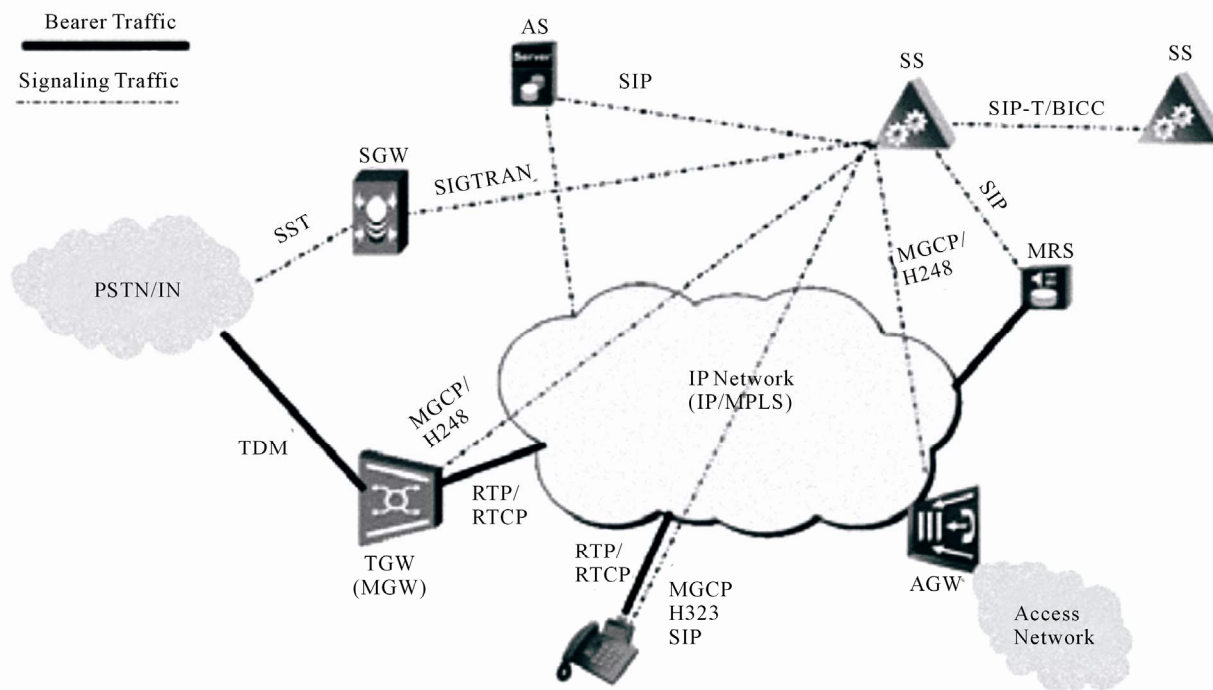 Bearer Traffic
Signaling Traffic
AS
Server
SIP
SS
SS
SIP-T/BICC
SGW
SIGTRAN
SST
SIP
PSTN/IN
MGCP/
H248
MRS
IP Network
(IP/MPLS)
MGCP/
H248
TDM
RTP/
RTCP
TGW
(MGW)
RTP/
RTCP
MGCP
H323
SIP
AGW
Access
Network